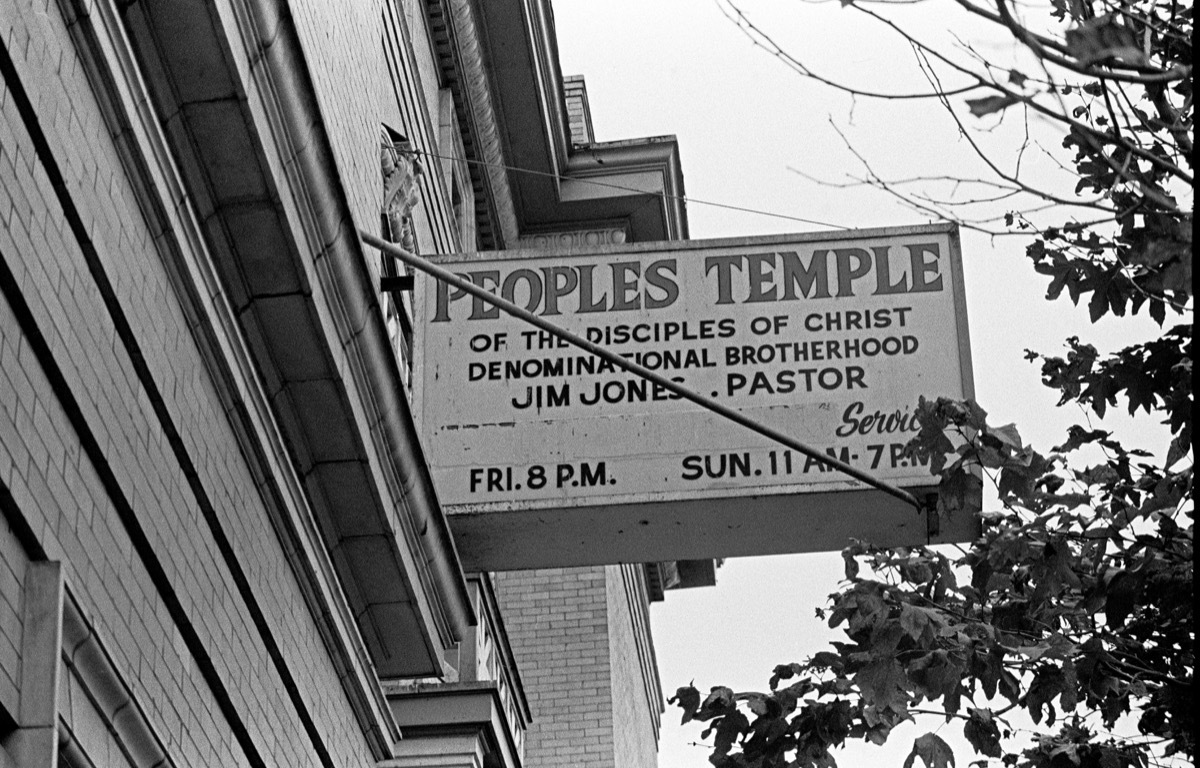 PEOPLES TEMPLE
OF THE DISCIPLES OF CHRIST
DENOMINATIONAL BROTHERHOOD
JIM JONES . PASTOR
FRI. 8 P.M. SUN. 11 AM - 7 P.M